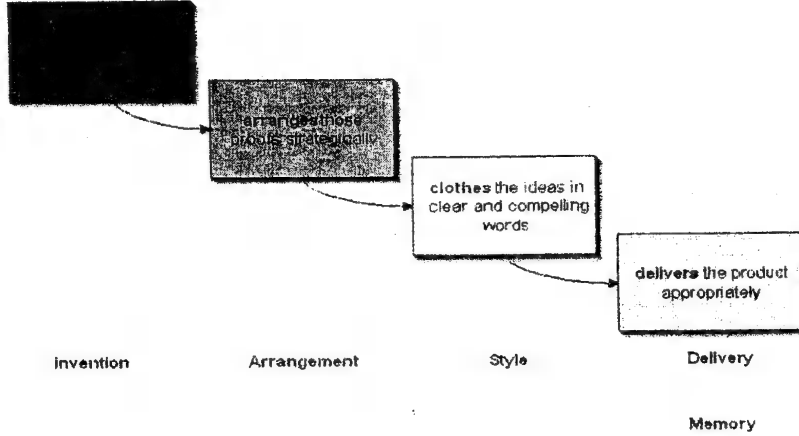 arranges those
proofs strategically
clothes the ideas in
clear and compelling
words
delivers the product
appropriately
Invention
Arrangement
Style
Delivery
Memory